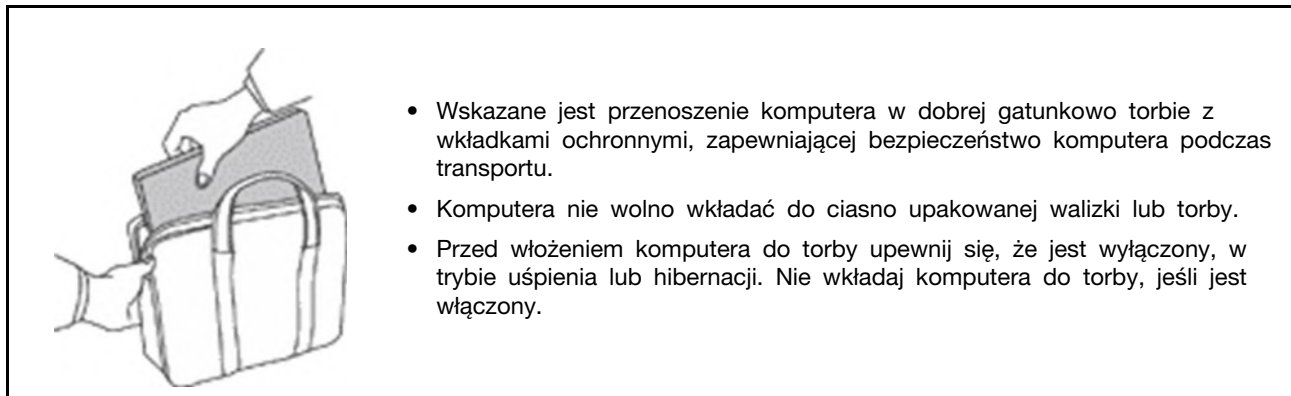 • Wskazane jest przenoszenie komputera w dobrej gatunkowo torbie z
wkładkami ochronnymi, zapewniającej bezpieczeństwo komputera podczas
transportu.
• Komputera nie wolno wkładać do ciasno upakowanej walizki lub torby.
• Przed włożeniem komputera do torby upewnij się, że jest wyłączony, w
trybie uśpienia lub hibernacji. Nie wkładaj komputera do torby, jeśli jest
włączony.